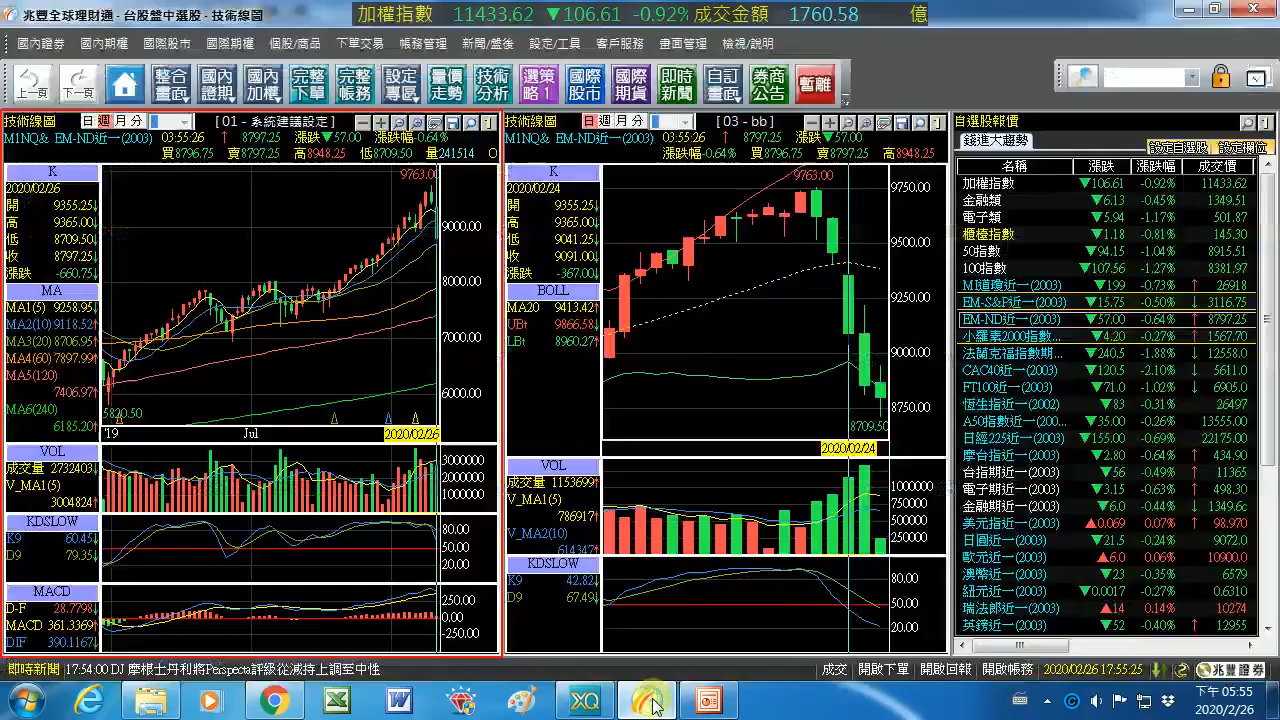 兆豐全球理財通 - 台股盤中選股 - 技術線圖
加權指數 11433.62 ▼106.61 -0.92% 成交金額 1760.58 億
國內證券 國內期權 國際股市 國際期權 個股/商品 下單交易 帳務管理 新聞/盤後 設定/工具 客戶服務 畫面管理 檢視/說明
上一頁 下一頁 整合畫面 國內證期 國內加權 完整下單 完整帳務 設定專區 量價走勢 技術分析 選策略1 國際股市 國際期貨 即時新聞 自訂畫面 券商公告 暫離
技術線圖 日 週 月 分 [01 - 系統建議設定]
M1NQ& EM-ND近一(2003) 03:55:26 ↑ 8797.25 漲跌▼57.00 漲跌幅-0.64%
買8796.75 賣8797.25 高8948.25 低8709.50 量241514 O
K
2020/02/26
開 9355.25↓
高 9365.00↓
低 8709.50↓
收 8797.25↓
漲跌 -660.75↓
MA
MA1(5) 9258.95↓
MA2(10) 9118.52↑
MA3(20) 8706.95↑
MA4(60) 7897.99↑
MA5(120)
7406.97↑
MA6(240)
6185.20↑
9763.00
9000.00
8000.00
7000.00
6000.00
5820.50
'19 Jul 2020/02/26
VOL
成交量 2732403↓
V_MA1(5)
3004824↑
3000000
2000000
1000000
KDSLOW
K9 60.45↓
D9 79.35↓
80.00
50.00
20.00
MACD
D-F 28.7798↓
MACD 361.3369↑
DIF 390.1167↓
250.00
0.00
-250.00
技術線圖 日 週 月 分 [03 - bb]
M1NQ& EM-ND近一(2003) 03:55:26 ↑ 8797.25 漲跌▼57.00
漲跌幅-0.64% 買8796.75 賣8797.25 高8948.25
K
2020/02/24
開 9355.25↓
高 9365.00↓
低 9041.25↓
收 9091.00↓
漲跌 -367.00↓
BOLL
MA20 9413.42↑
UBt 9866.58↓
LBt 8960.27↑
9763.00
9750.00
9500.00
9250.00
9000.00
8750.00
8709.50
2020/02/24
VOL
成交量 1153699↑
V_MA1(5)
786917↑
V_MA2(10)
614347↑
1000000
750000
500000
250000
KDSLOW
K9 42.82↓
D9 67.49↓
80.00
50.00
20.00
自選股報價
錢進大趨勢 設定自選股 設定欄位
名稱 漲跌 漲跌幅 成交價
加權指數 ▼106.61 -0.92% 11433.62
金融類 ▼6.13 -0.45% 1349.51
電子類 ▼5.94 -1.17% 501.87
櫃檯指數 ▼1.18 -0.81% 145.30
50指數 ▼94.15 -1.04% 8915.51
100指數 ▼107.56 -1.27% 8381.97
MI道瓊近一(2003) ▼199 -0.73% ↑ 26918
EM-S&P近一(2003) ▼15.75 -0.50% ↓ 3116.75
EM-ND近一(2003) ▼57.00 -0.64% ↑ 8797.25
小羅素2000指數... ▼4.20 -0.27% ↑ 1567.70
法蘭克福指數期... ▼240.5 -1.88% ↓ 12558.0
CAC40近一(2003) ▼120.5 -2.10% ↓ 5611.0
FT100近一(2003) ▼71.0 -1.02% ↓ 6905.0
恆生指近一(2002) ▼83 -0.31% 26497
A50指數近一(200... ▼35.00 -0.26% 13555.00
日經225近一(2003) ▼155.00 -0.69% 22175.00
摩台指近一(2003) ▼2.80 -0.64% ↓ 434.90
台指期近一(2003) ▼56 -0.49% ↑ 11365
電子期近一(2003) ▼3.15 -0.63% ↑ 498.30
金融期近一(2003) ▼6.0 -0.44% ↓ 1349.6
美元指近一(2003) ▲0.069 0.07% ↑ 98.970
日圓近一(2003) ▼21.5 -0.24% 9072.0
歐元近一(2003) ▲6.0 0.06% 10900.0
澳幣近一(2003) ▼23 -0.35% 6579
紐元近一(2003) ▼0.0017 -0.27% 0.6310
瑞法郎近一(2003) ▲14 0.14% 10274
英鎊近一(2003) ▼52 -0.40% ↑ 12955
即時新聞 17:54:00 DJ 摩根士丹利將Perspecta評級從減持上調至中性 成交 開啟下單 開啟回報 開啟帳務 2020/02/26 17:55:25 兆豐證券
XQ
下午 05:55
2020/2/26